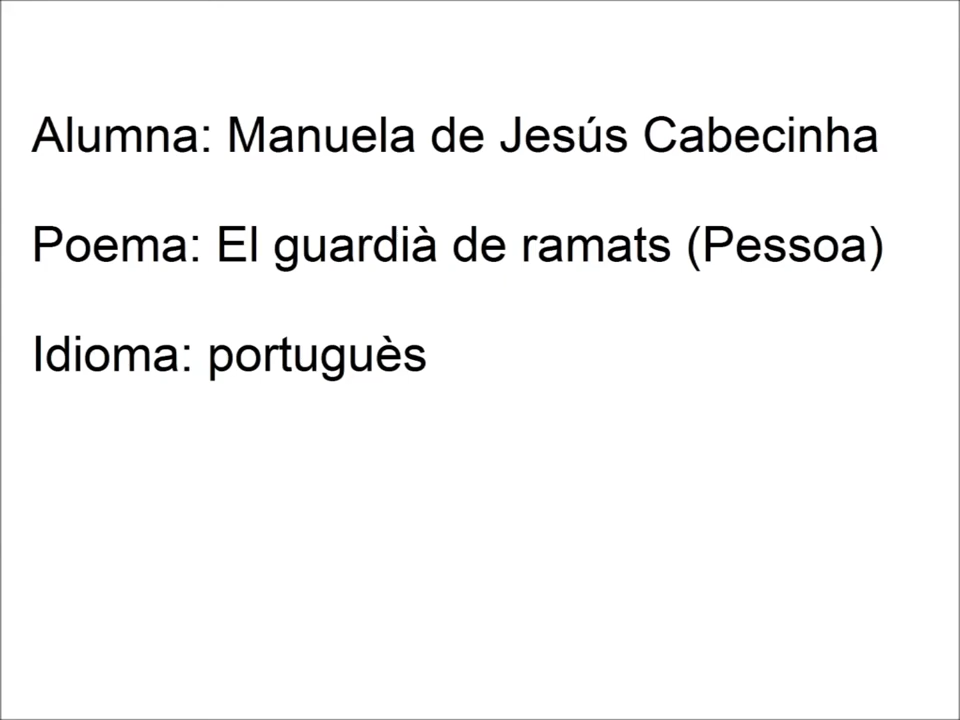 Alumna: Manuela de Jesús Cabecinha
Poema: El guardià de ramats (Pessoa)
Idioma: portuguès